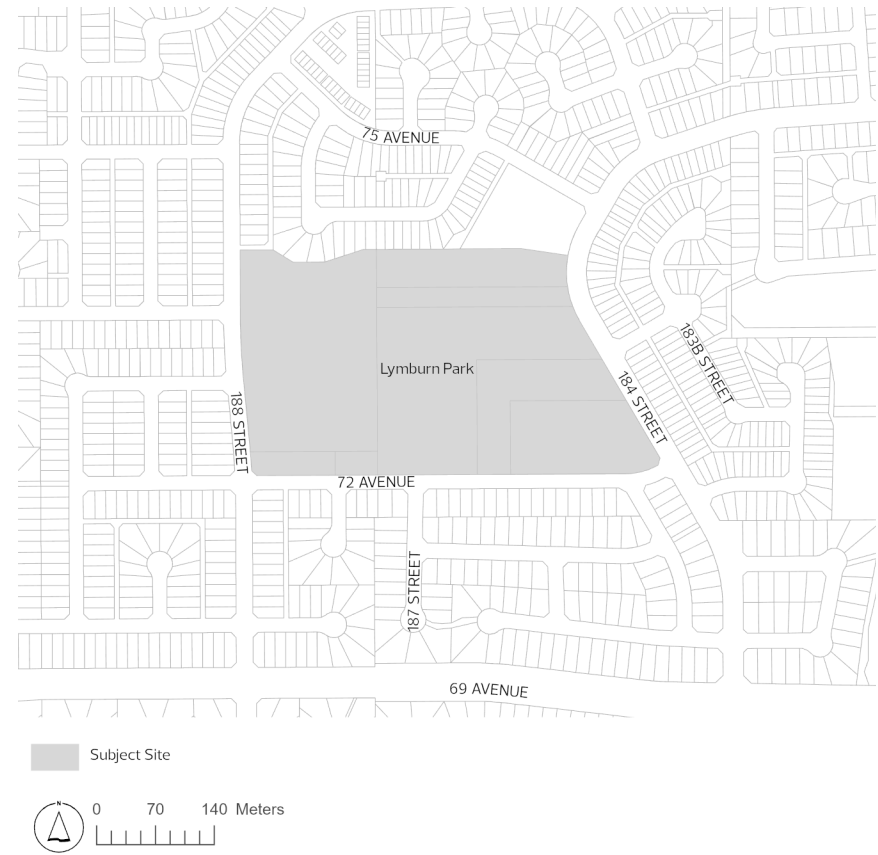 75 AVENUE
183B STREET
Lymburn Park
184 STREET
188 STREET
72 AVENUE
187 STREET
69 AVENUE
Subject Site
N
0 70 140 Meters